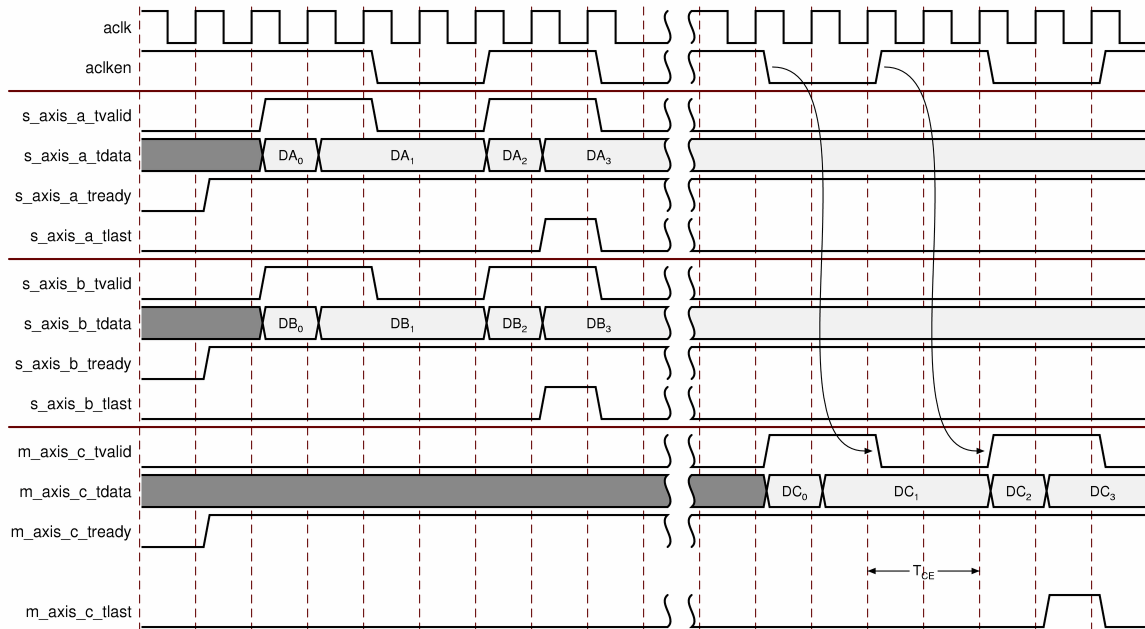 aclk
aclken
s_axis_a_tvalid
s_axis_a_tdata DA0 DA1 DA2 DA3
s_axis_a_tready
s_axis_a_tlast
s_axis_b_tvalid
s_axis_b_tdata DB0 DB1 DB2 DB3
s_axis_b_tready
s_axis_b_tlast
m_axis_c_tvalid
m_axis_c_tdata DC0 DC1 DC2 DC3
m_axis_c_tready
TCE
m_axis_c_tlast